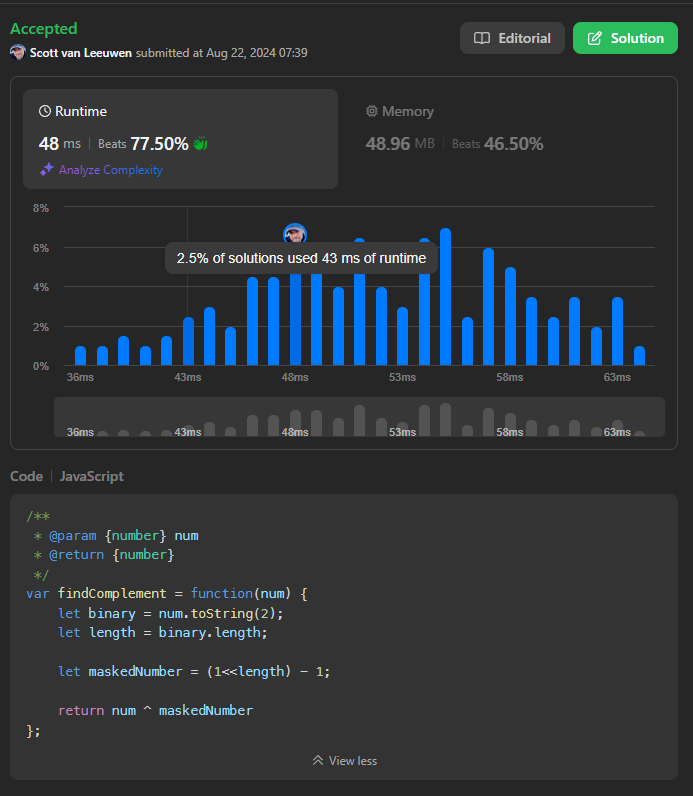 Accepted
Scott van Leeuwen submitted at Aug 22, 2024 07:39
Editorial
Solution
Runtime
48 ms | Beats 77.50%
Analyze Complexity
Memory
48.96 MB | Beats 46.50%
8%
6%
4%
2%
0%
2.5% of solutions used 43 ms of runtime
36ms 43ms 48ms 53ms 58ms 63ms
36ms 43ms 48ms 53ms 58ms 63ms
Code | JavaScript
/**
 * @param {number} num
 * @return {number}
 */
var findComplement = function(num) {
    let binary = num.toString(2);
    let length = binary.length;
    let maskedNumber = (1<<length) - 1;
    return num ^ maskedNumber
};
View less